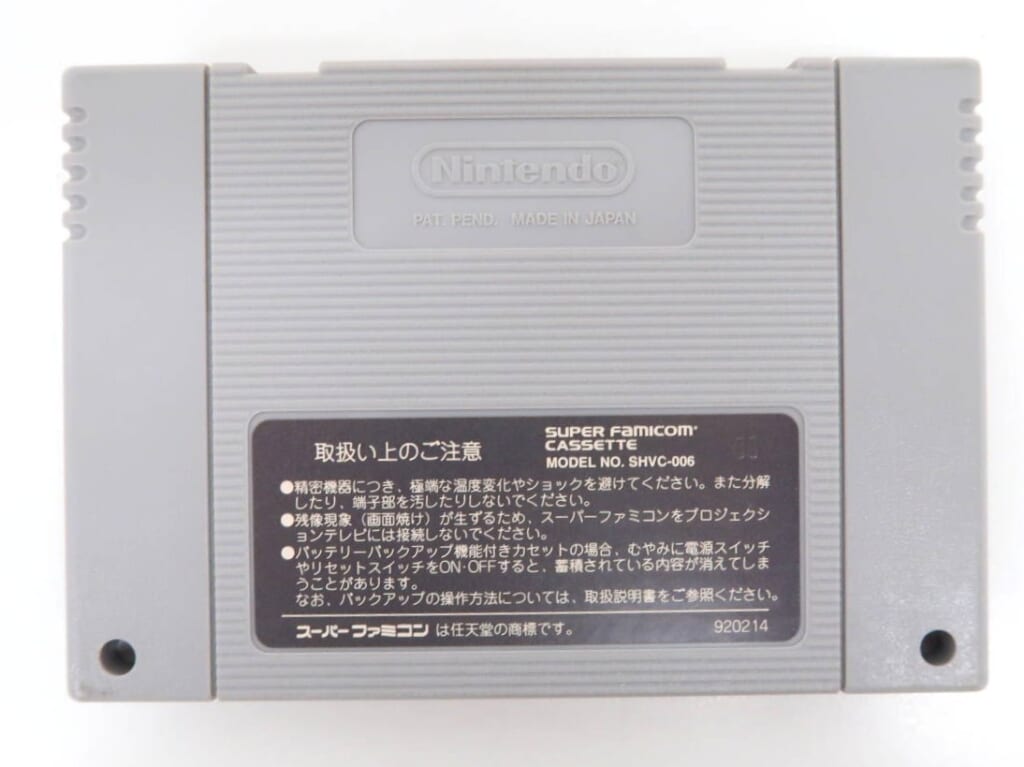 Nintendo
PAT. PEND. MADE IN JAPAN
取扱い上のご注意
SUPER FAMICOM
CASSETTE
MODEL NO. SHVC-006
●精密機器につき、極端な温度変化やショックを避けてください。また分解
したり、端子部を汚したりしないでください。
●残像現象（画面焼け）が生ずるため、スーパーファミコンをプロジェクシ
ョンテレビには接続しないでください。
●バッテリーバックアップ機能付きカセットの場合、むやみに電源スイッチ
やリセットスイッチをON・OFFすると、蓄積されている内容が消えてしま
うことがあります。
なお、バックアップの操作方法については、取扱説明書をご参照ください。
スーパーファミコン は任天堂の商標です。
920214